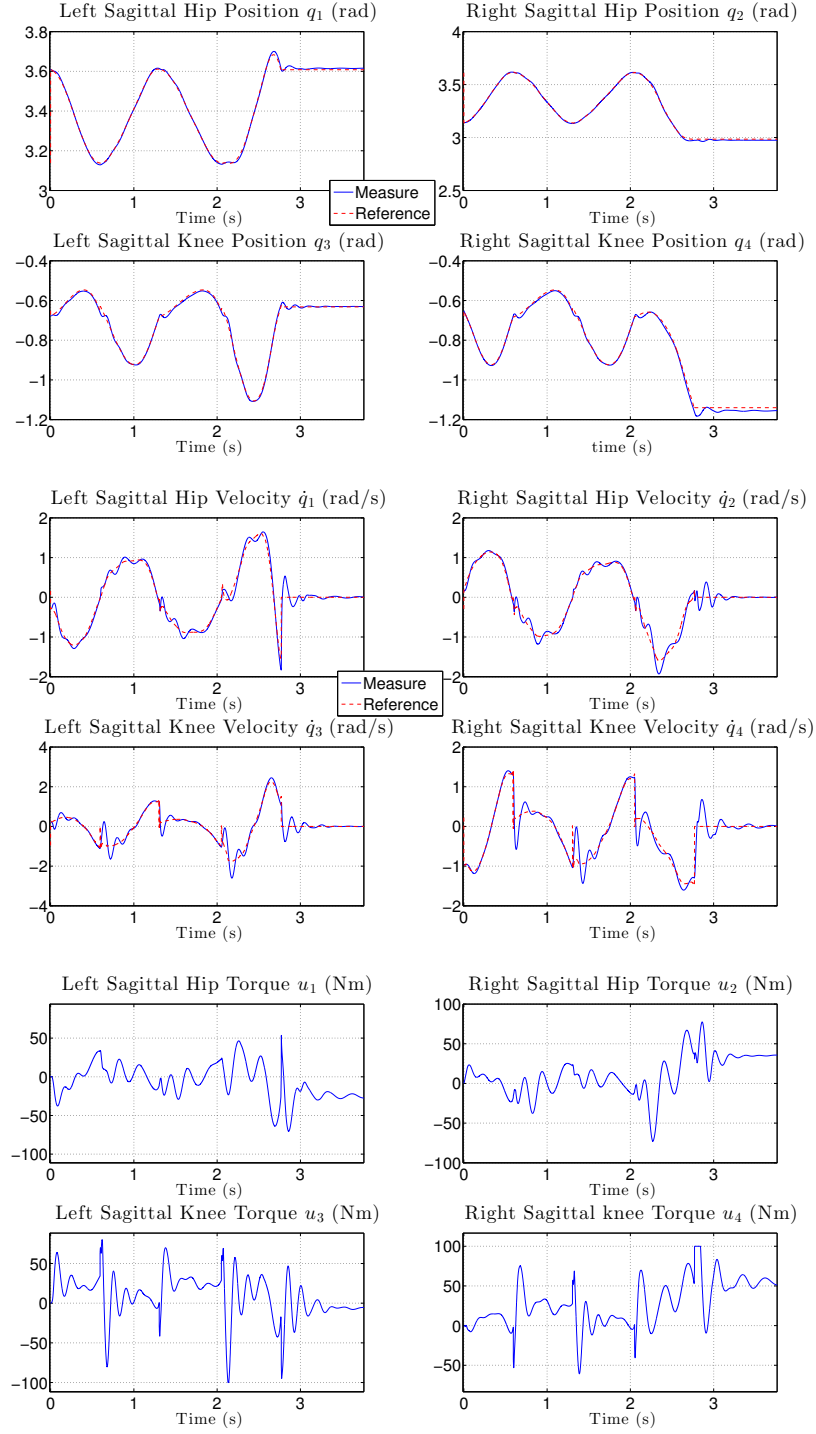 Left Sagittal Hip Position q₁ (rad)
3.8
3.6
3.4
3.2
3
0 1 2 3
Time (s)
Right Sagittal Hip Position q₂ (rad)
4
3.5
3
2.5
0 1 2 3
Time (s)
Measure
Reference
Left Sagittal Knee Position q₃ (rad)
−0.4
−0.6
−0.8
−1
−1.2
0 1 2 3
Time (s)
Right Sagittal Knee Position q₄ (rad)
−0.4
−0.6
−0.8
−1
−1.2
0 1 2 3
time (s)
Left Sagittal Hip Velocity q̇₁ (rad/s)
2
1
0
−1
−2
0 1 2 3
Time (s)
Right Sagittal Hip Velocity q̇₂ (rad/s)
2
1
0
−1
−2
0 1 2 3
Time (s)
Measure
Reference
Left Sagittal Knee Velocity q̇₃ (rad/s)
4
2
0
−2
−4
0 1 2 3
Time (s)
Right Sagittal Knee Velocity q̇₄ (rad/s)
2
1
0
−1
−2
0 1 2 3
Time (s)
Left Sagittal Hip Torque u₁ (Nm)
50
0
−50
−100
0 1 2 3
Time (s)
Right Sagittal Hip Torque u₂ (Nm)
100
50
0
−50
−100
0 1 2 3
Time (s)
Left Sagittal Knee Torque u₃ (Nm)
50
0
−50
−100
0 1 2 3
Time (s)
Right Sagittal knee Torque u₄ (Nm)
100
50
0
−50
0 1 2 3
Time (s)